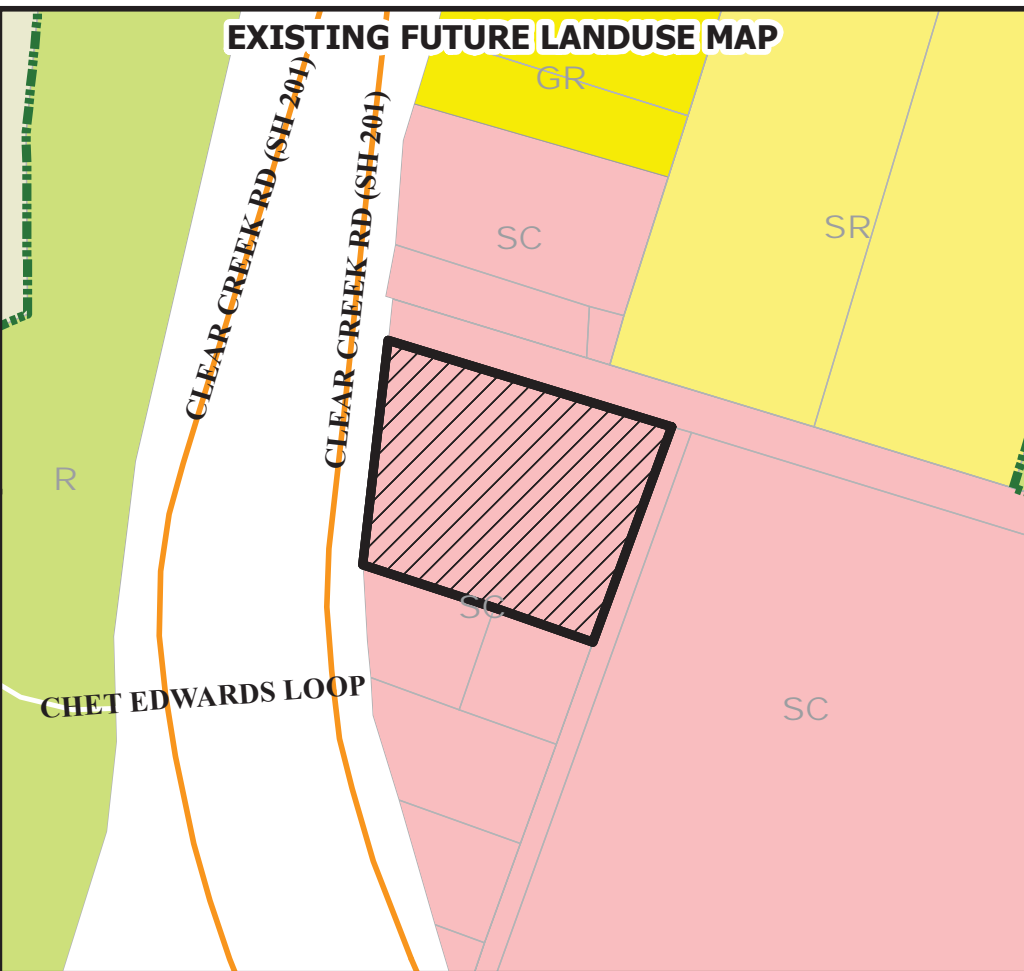 EXISTING FUTURE LANDUSE MAP
GR
CLEAR CREEK RD (SH 201)
CLEAR CREEK RD (SH 201)
SC
SR
R
SC
CHET EDWARDS LOOP
SC